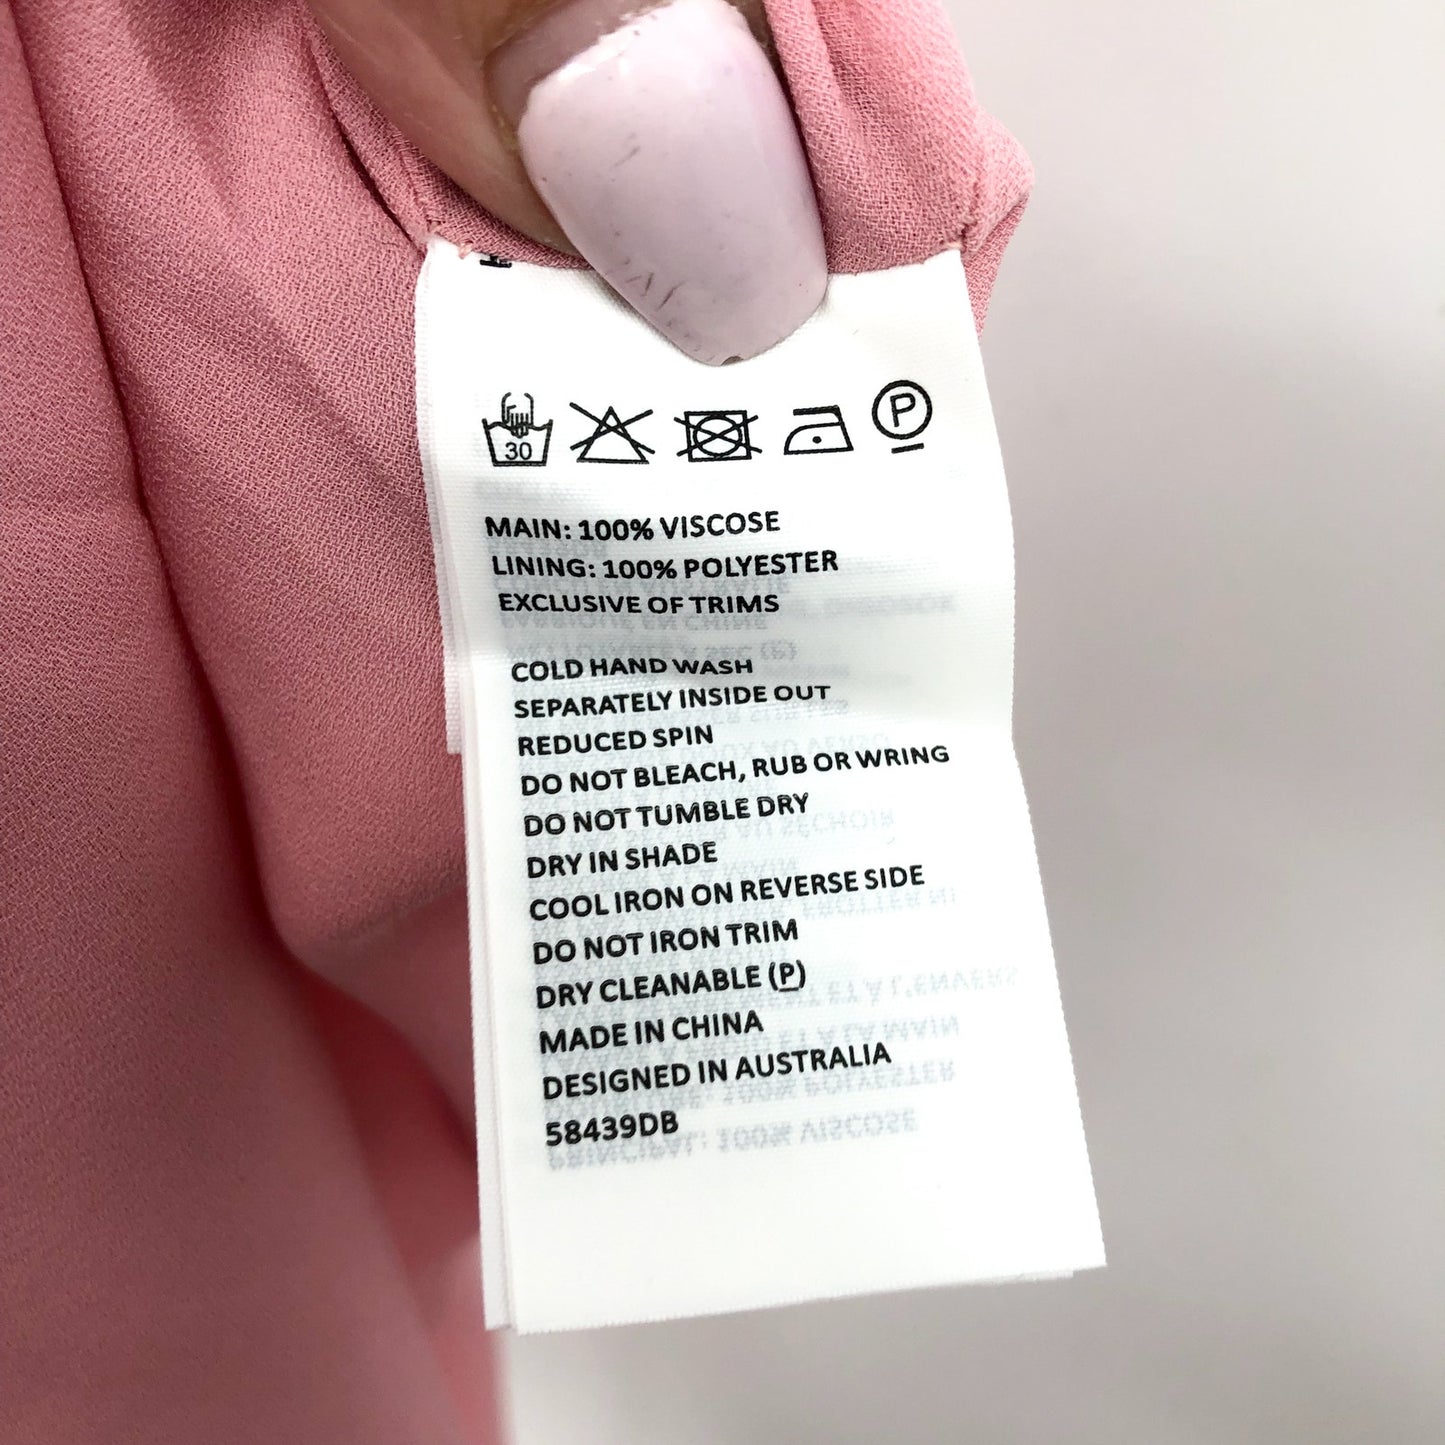 30 P
MAIN: 100% VISCOSE
LINING: 100% POLYESTER
EXCLUSIVE OF TRIMS
COLD HAND WASH
SEPARATELY INSIDE OUT
REDUCED SPIN
DO NOT BLEACH, RUB OR WRING
DO NOT TUMBLE DRY
DRY IN SHADE
COOL IRON ON REVERSE SIDE
DO NOT IRON TRIM
DRY CLEANABLE (P)
MADE IN CHINA
DESIGNED IN AUSTRALIA
58439DB